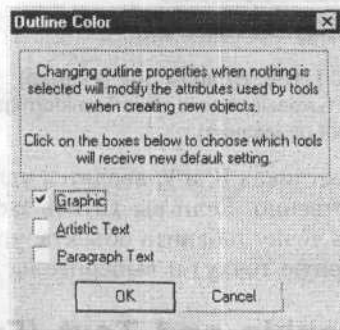 Outline Color
Changing outline properties when nothing is
selected will modify the attributes used by tools
when creating new objects.
Click on the boxes below to choose which tools
will receive new default setting.
Graphic
Artistic Text
Paragraph Text
OK Cancel